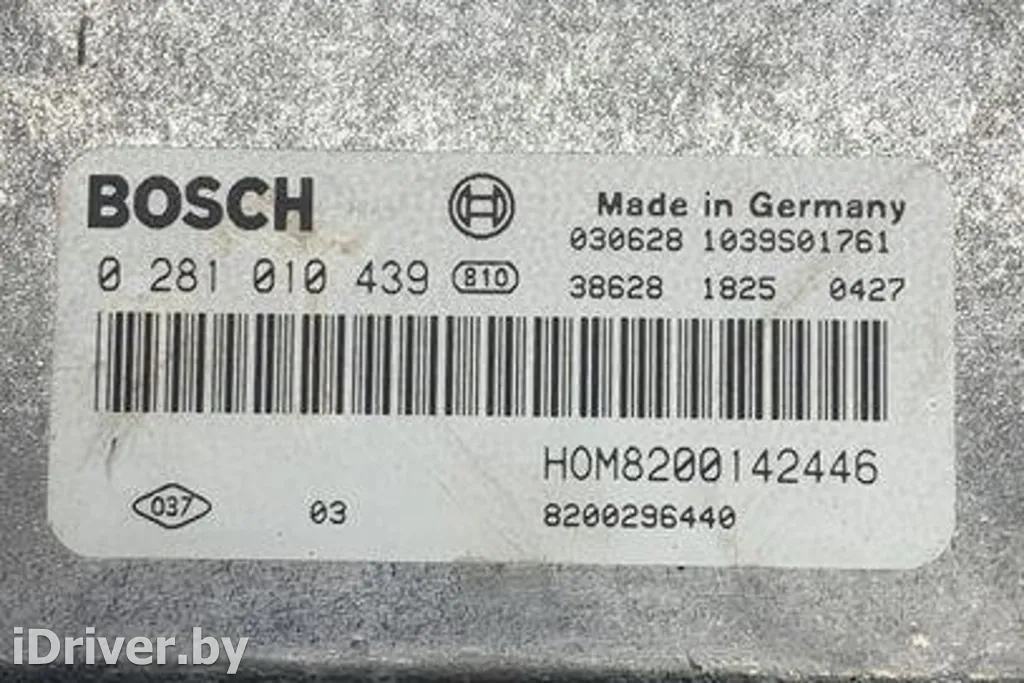 BOSCH
Made in Germany
030628 1039S01761
0 281 010 439 810
38628 1825 0427
HOM8200142446
037 03
8200296440
iDriver.by